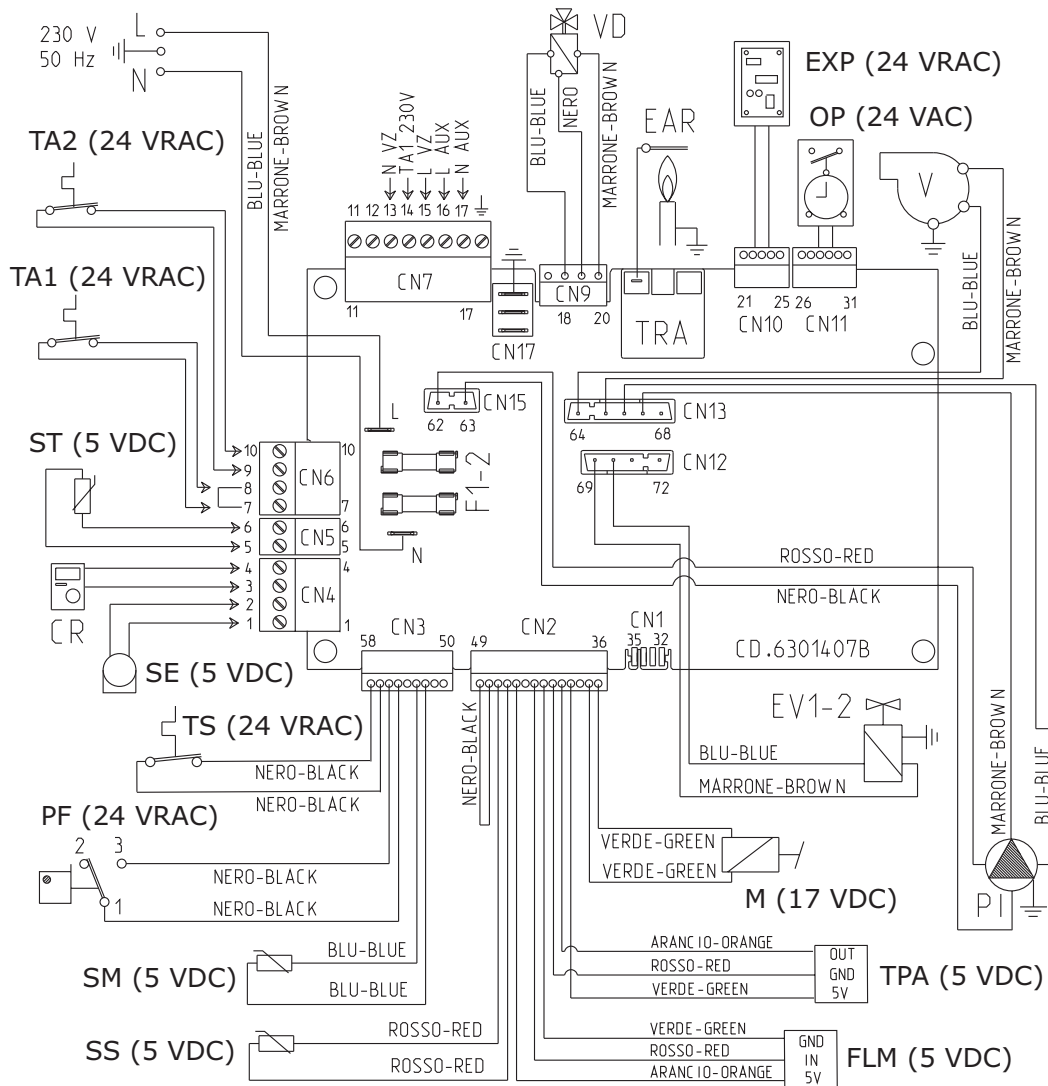 230 V
50 Hz
L
N
BLU-BLUE
MARRONE-BROWN
TA2 (24 VRAC)
TA1 (24 VRAC)
ST (5 VDC)
CR
SE (5 VDC)
TS (24 VRAC)
PF (24 VRAC)
SM (5 VDC)
SS (5 VDC)
N VZ
TA1 230V
L VZ
L AUX
N AUX
11 12 13 14 15 16 17
CN7
11 17
CN17
VD
BLU-BLUE
NERO
MARRONE-BROWN
CN9
18 20
EAR
TRA
EXP (24 VRAC)
OP (24 VAC)
V
BLU-BLUE
MARRONE-BROWN
21 25 26 31
CN10 CN11
CN15
62 63
CN13
64 68
CN12
69 72
L
F1-2
N
10
9
8
7
CN6
10
7
6
5
CN5
6
5
4
3
2
1
CN4
4
1
ROSSO-RED
NERO-BLACK
58 CN3 50
49 CN2 36
CN1
35 32
CD.6301407B
EV1-2
BLU-BLUE
MARRONE-BROWN
MARRONE-BROWN
BLU-BLUE
PI
NERO-BLACK
NERO-BLACK
NERO-BLACK
2 3
1
NERO-BLACK
NERO-BLACK
VERDE-GREEN
VERDE-GREEN
M (17 VDC)
BLU-BLUE
BLU-BLUE
ROSSO-RED
ROSSO-RED
ARANCIO-ORANGE
ROSSO-RED
VERDE-GREEN
OUT
GND
5V
TPA (5 VDC)
VERDE-GREEN
ROSSO-RED
ARANCIO-ORANGE
GND
IN
5V
FLM (5 VDC)